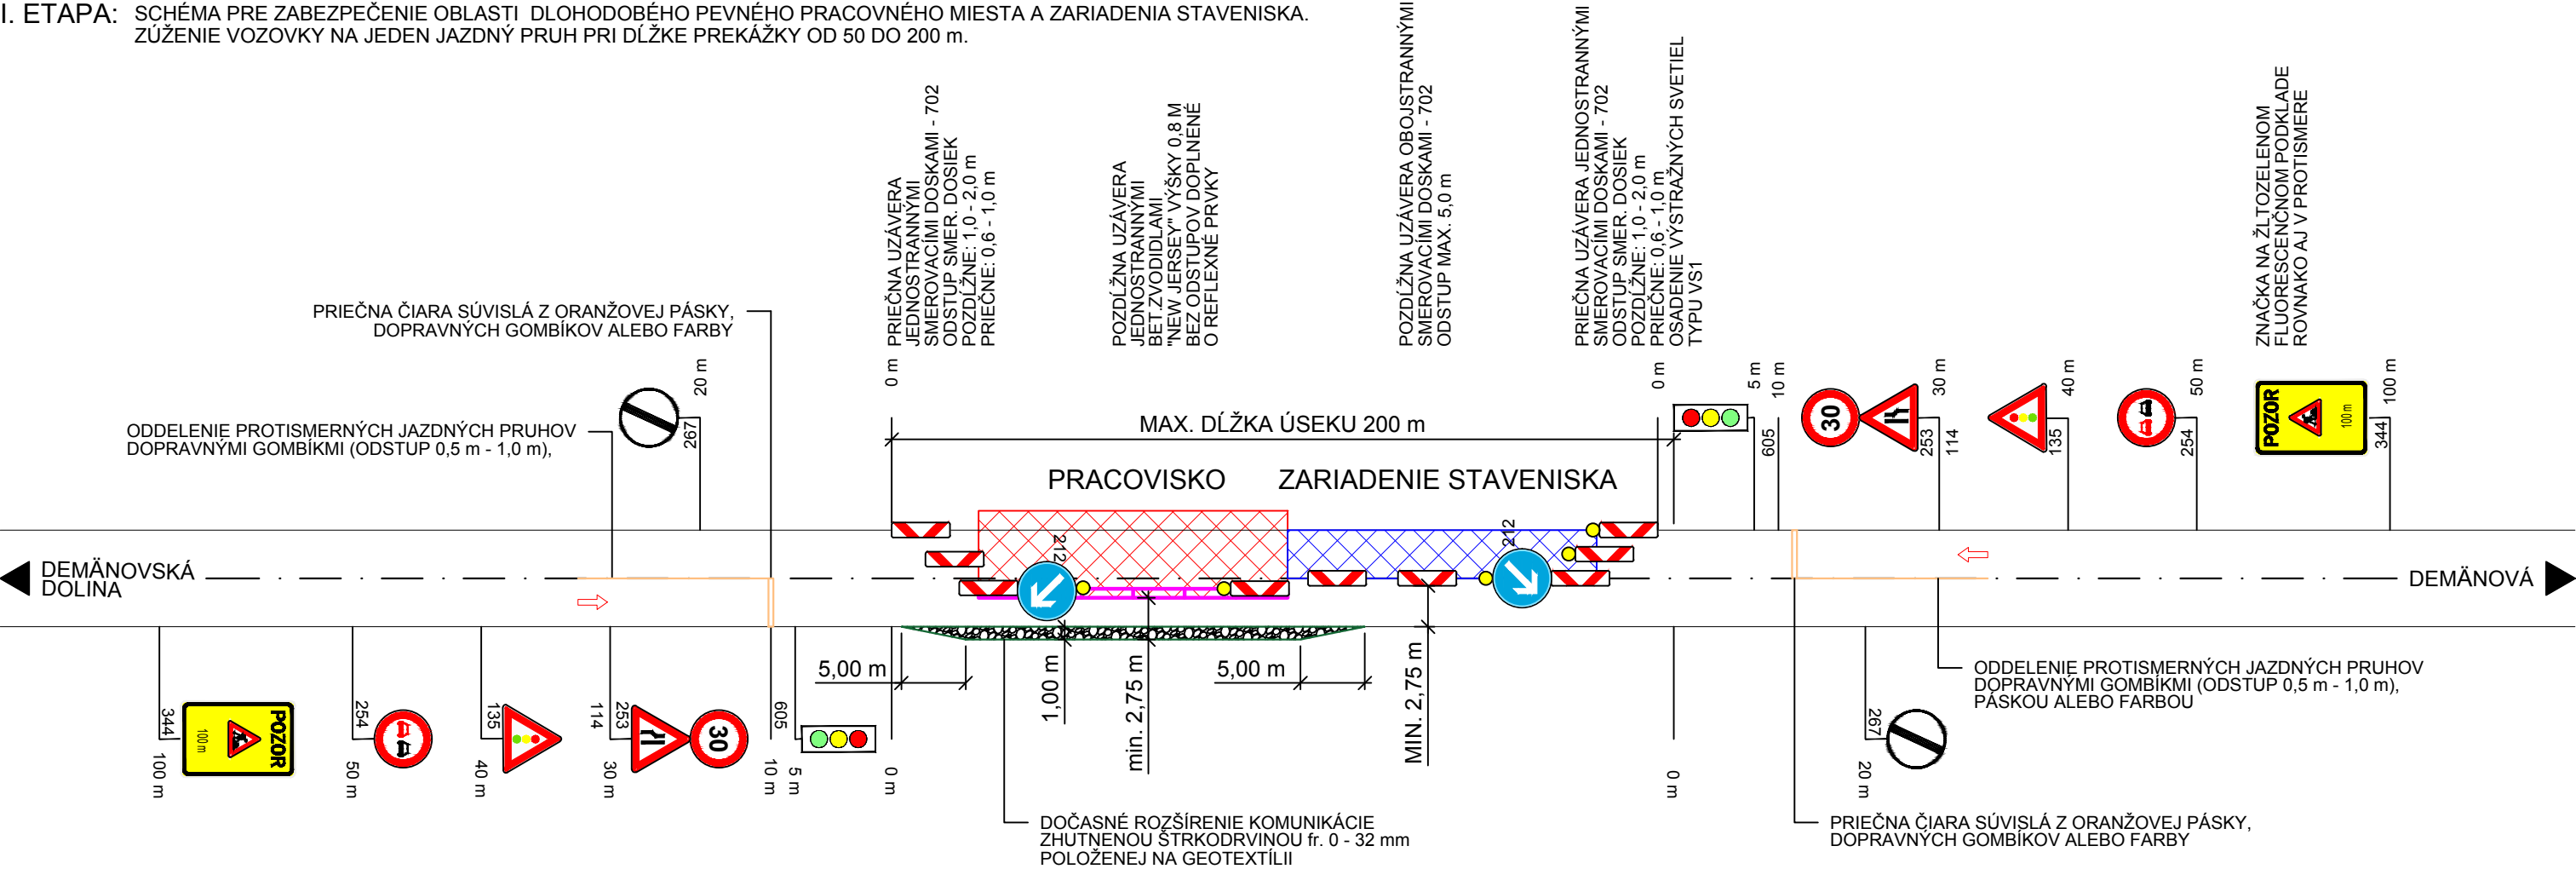 I. ETAPA: SCHÉMA PRE ZABEZPEČENIE OBLASTI DLOHODOBÉHO PEVNÉHO PRACOVNÉHO MIESTA A ZARIADENIA STAVENISKA.
ZÚŽENIE VOZOVKY NA JEDEN JAZDNÝ PRUH PRI DĹŽKE PREKÁŽKY OD 50 DO 200 m.
PRIEČNA UZÁVERA
JEDNOSTRANNÝMI
SMEROVACÍMI DOSKAMI - 702
ODSTUP SMER. DOSIEK
POZDĹŽNE: 1,0 - 2,0 m
PRIEČNE: 0,6 - 1,0 m
POZDĹŽNA UZÁVERA
JEDNOSTRANNÝMI
BET.ZVODIDLAMI
"NEW JERSEY" VÝŠKY 0,8 M
BEZ ODSTUPOV DOPLNENÉ
O REFLEXNÉ PRVKY
POZDĹŽNA UZÁVERA OBOJSTRANNÝMI
SMEROVACÍMI DOSKAMI - 702
ODSTUP MAX. 5,0 m
PRIEČNA UZÁVERA JEDNOSTRANNÝMI
SMEROVACÍMI DOSKAMI - 702
ODSTUP SMER. DOSIEK
POZDĹŽNE: 1,0 - 2,0 m
PRIEČNE: 0,6 - 1,0 m
OSADENIE VÝSTRAŽNÝCH SVETIEL
TYPU VS1
ZNAČKA NA ŽLTOZELENOM
FLUORESCENČNOM PODKLADE
ROVNAKO AJ V PROTISMERE
PRIEČNA ČIARA SÚVISLÁ Z ORANŽOVEJ PÁSKY,
DOPRAVNÝCH GOMBÍKOV ALEBO FARBY
ODDELENIE PROTISMERNÝCH JAZDNÝCH PRUHOV
DOPRAVNÝMI GOMBÍKMI (ODSTUP 0,5 m - 1,0 m),
267
20 m
0 m
MAX. DĹŽKA ÚSEKU 200 m
0 m
5 m
605
10 m
30
253
114
30 m
135
40 m
254
50 m
POZOR
100 m
344
100 m
PRACOVISKO
ZARIADENIE STAVENISKA
212
212
DEMÄNOVSKÁ
DOLINA
DEMÄNOVÁ
5,00 m
1,00 m
min. 2,75 m
5,00 m
MIN. 2,75 m
344
100 m
POZOR
100 m
254
50 m
135
40 m
253
114
30 m
30
605
10 m
5 m
0 m
0 m
267
20 m
ODDELENIE PROTISMERNÝCH JAZDNÝCH PRUHOV
DOPRAVNÝMI GOMBÍKMI (ODSTUP 0,5 m - 1,0 m),
PÁSKOU ALEBO FARBOU
DOČASNÉ ROZŠÍRENIE KOMUNIKÁCIE
ZHUTNENOU ŠTRKODRVINOU fr. 0 - 32 mm
POLOŽENEJ NA GEOTEXTÍLII
PRIEČNA ČIARA SÚVISLÁ Z ORANŽOVEJ PÁSKY,
DOPRAVNÝCH GOMBÍKOV ALEBO FARBY